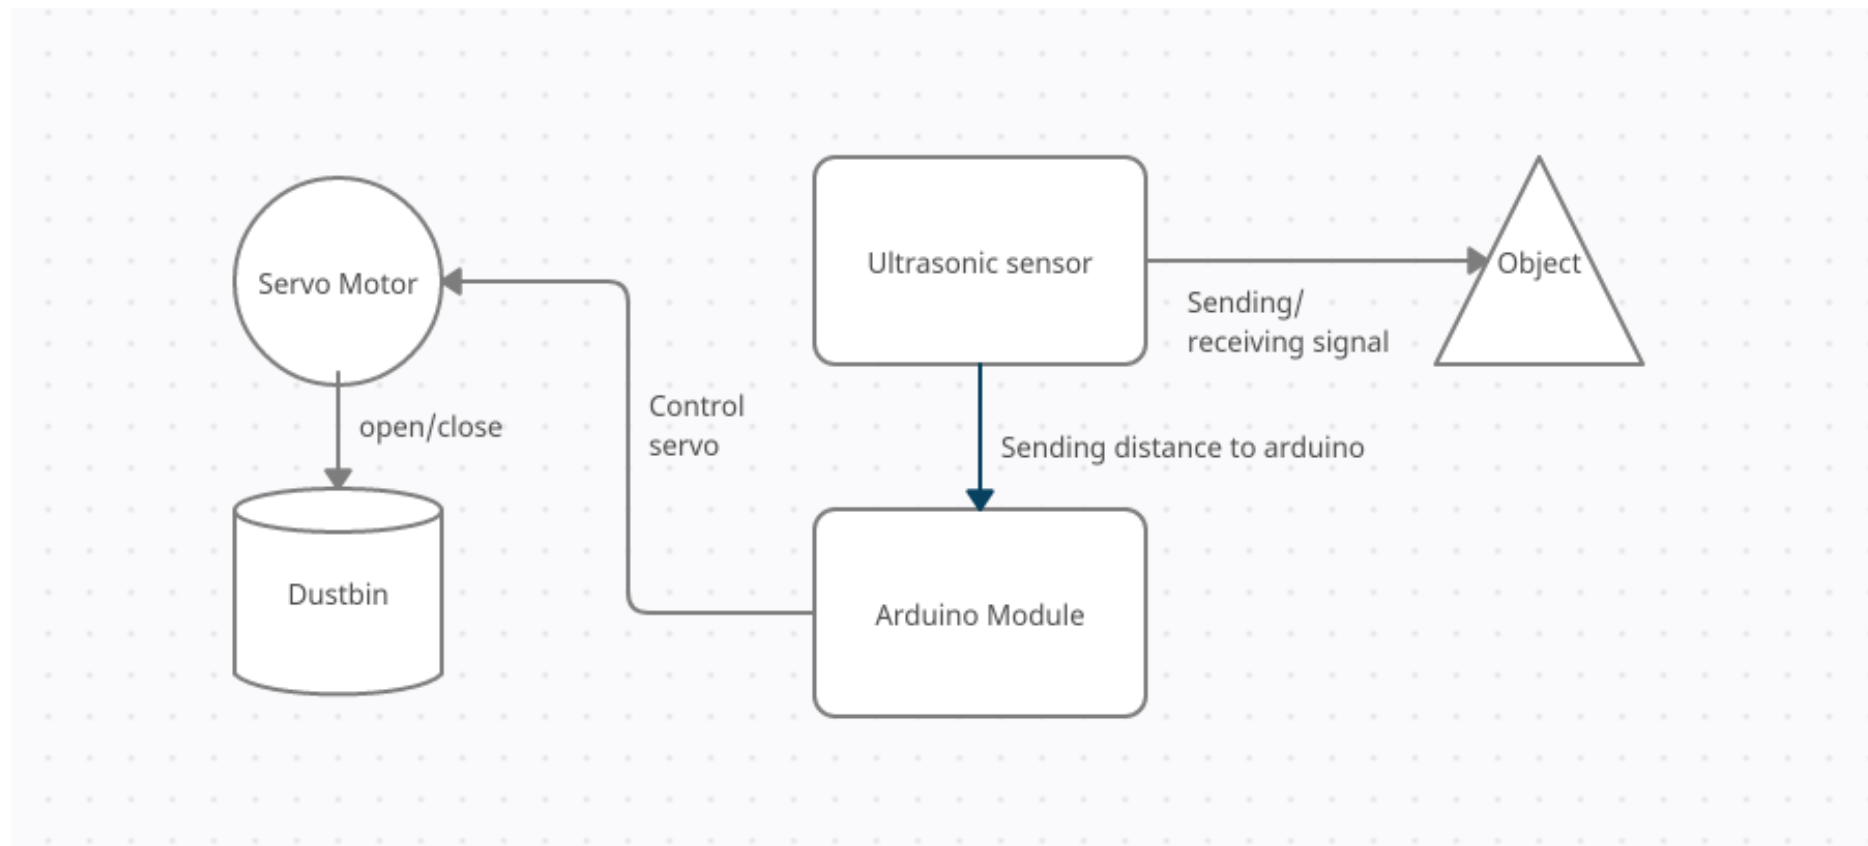 Ultrasonic sensor
Object
Servo Motor
Sending/
receiving signal
Control
servo
open/close
Sending distance to arduino
Dustbin
Arduino Module